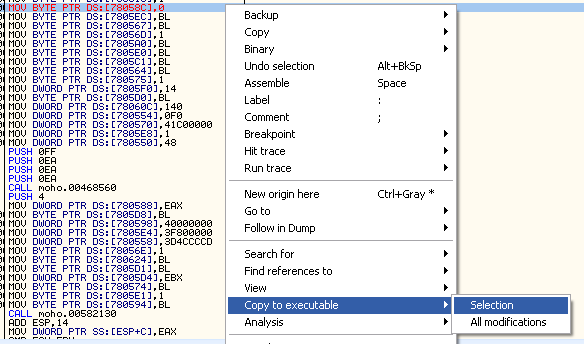 MOV BYTE PTR DS:[78058C],0
MOV BYTE PTR DS:[7805EC],BL
MOV BYTE PTR DS:[78056D],1
MOV BYTE PTR DS:[7805A0],BL
MOV BYTE PTR DS:[7805E0],BL
MOV BYTE PTR DS:[7805C1],BL
MOV BYTE PTR DS:[780564],BL
MOV BYTE PTR DS:[780575],1
MOV DWORD PTR DS:[7805F0],14
MOV BYTE PTR DS:[7805D0],BL
MOV DWORD PTR DS:[78060C],140
MOV DWORD PTR DS:[780554],0F0
MOV DWORD PTR DS:[780570],41C00000
MOV BYTE PTR DS:[7805E8],1
MOV DWORD PTR DS:[780550],48
PUSH 0FF
PUSH 0EA
PUSH 0EA
PUSH 0EA
CALL moho.00468560
PUSH 4
MOV DWORD PTR DS:[780588],EAX
MOV BYTE PTR DS:[7805D8],BL
MOV DWORD PTR DS:[780598],40000000
MOV DWORD PTR DS:[7805E4],3F800000
MOV DWORD PTR DS:[780558],3D4CCCCD
MOV BYTE PTR DS:[78056E],1
MOV BYTE PTR DS:[780624],BL
MOV BYTE PTR DS:[7805D1],BL
MOV DWORD PTR DS:[7805D4],EBX
MOV BYTE PTR DS:[780574],BL
MOV BYTE PTR DS:[7805E1],1
MOV BYTE PTR DS:[780594],BL
CALL moho.00582130
ADD ESP,14
MOV DWORD PTR SS:[ESP+C],EAX
Backup
Copy
Binary
Undo selection Alt+BkSp
Assemble Space
Label :
Comment ;
Breakpoint
Hit trace
Run trace
New origin here Ctrl+Gray *
Go to
Follow in Dump
Search for
Find references to
View
Copy to executable
Analysis
Selection
All modifications